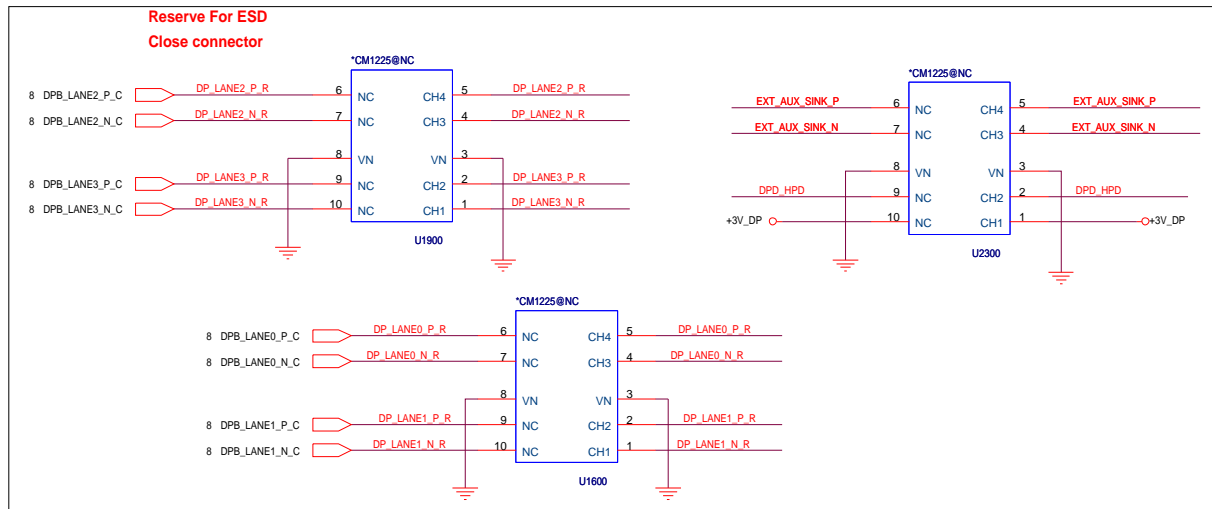 Reserve For ESD
Close connector
*CM1225@NC
8 DPB_LANE2_P_C DP_LANE2_P_R 6 NC CH4 5 DP_LANE2_P_R
8 DPB_LANE2_N_C DP_LANE2_N_R 7 NC CH3 4 DP_LANE2_N_R
8 VN VN 3
8 DPB_LANE3_P_C DP_LANE3_P_R 9 NC CH2 2 DP_LANE3_P_R
8 DPB_LANE3_N_C DP_LANE3_N_R 10 NC CH1 1 DP_LANE3_N_R
U1900
*CM1225@NC
EXT_AUX_SINK_P 6 NC CH4 5 EXT_AUX_SINK_P
EXT_AUX_SINK_N 7 NC CH3 4 EXT_AUX_SINK_N
8 VN VN 3
DPD_HPD 9 NC CH2 2 DPD_HPD
+3V_DP 10 NC CH1 1 +3V_DP
U2300
*CM1225@NC
8 DPB_LANE0_P_C DP_LANE0_P_R 6 NC CH4 5 DP_LANE0_P_R
8 DPB_LANE0_N_C DP_LANE0_N_R 7 NC CH3 4 DP_LANE0_N_R
8 VN VN 3
8 DPB_LANE1_P_C DP_LANE1_P_R 9 NC CH2 2 DP_LANE1_P_R
8 DPB_LANE1_N_C DP_LANE1_N_R 10 NC CH1 1 DP_LANE1_N_R
U1600